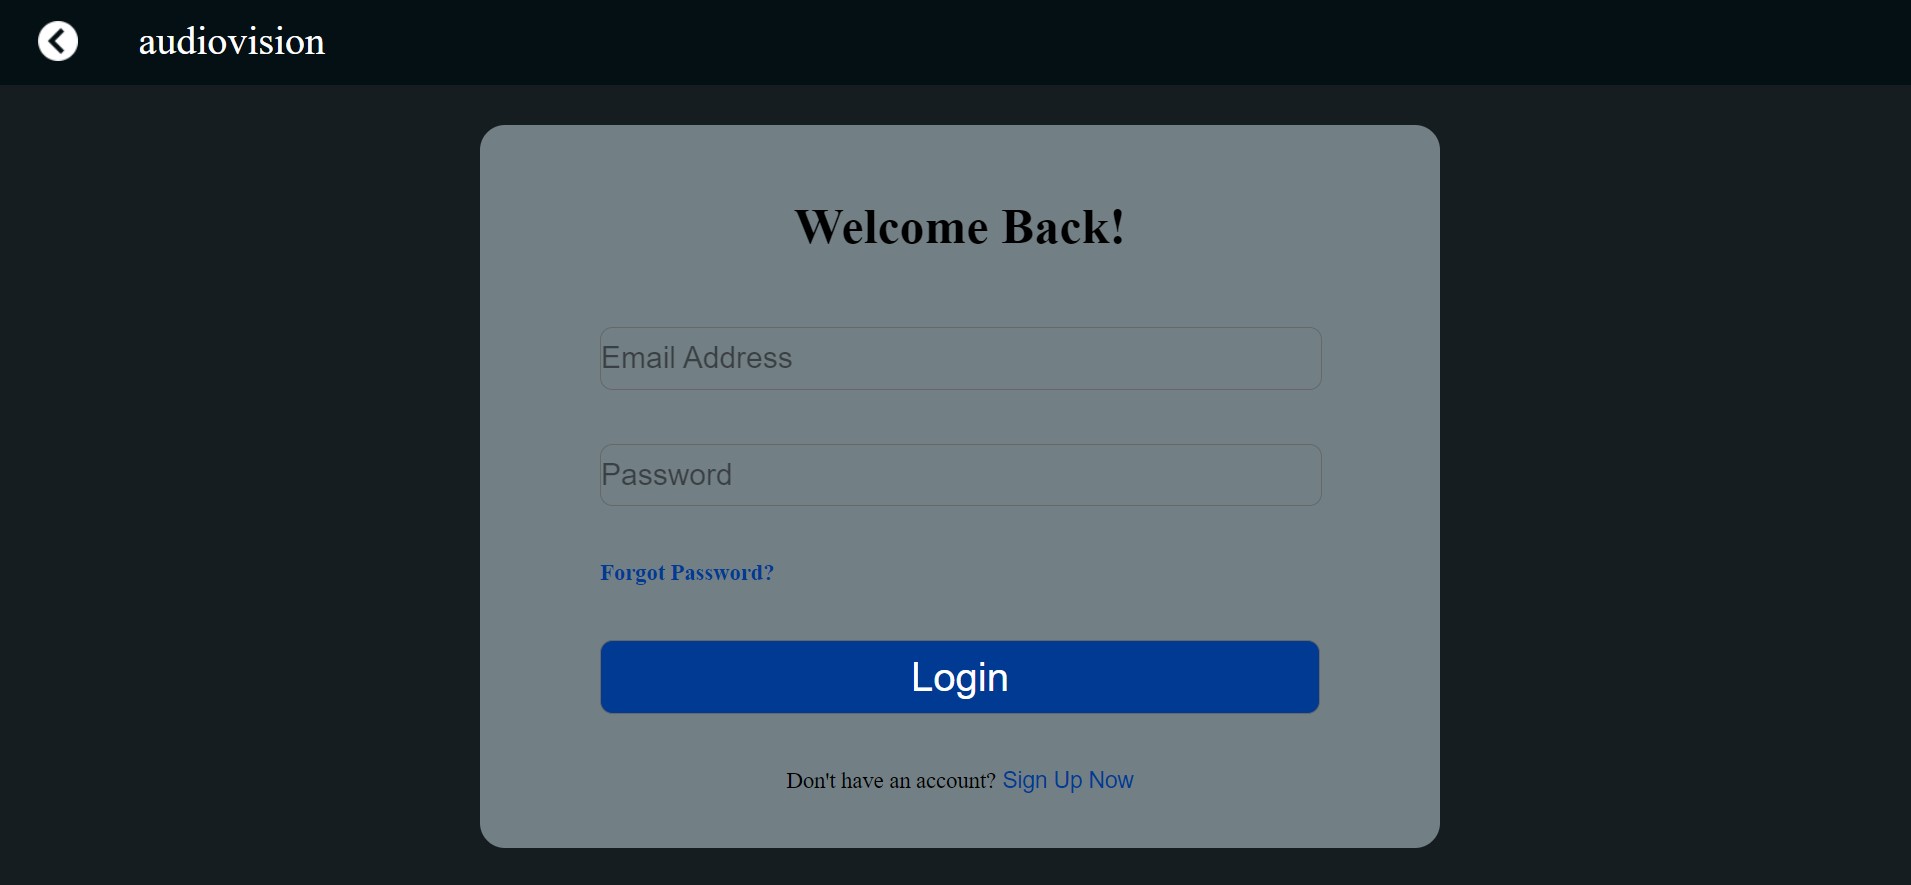 audiovision
Welcome Back!
Email Address
Password
Forgot Password?
Login
Don't have an account? Sign Up Now